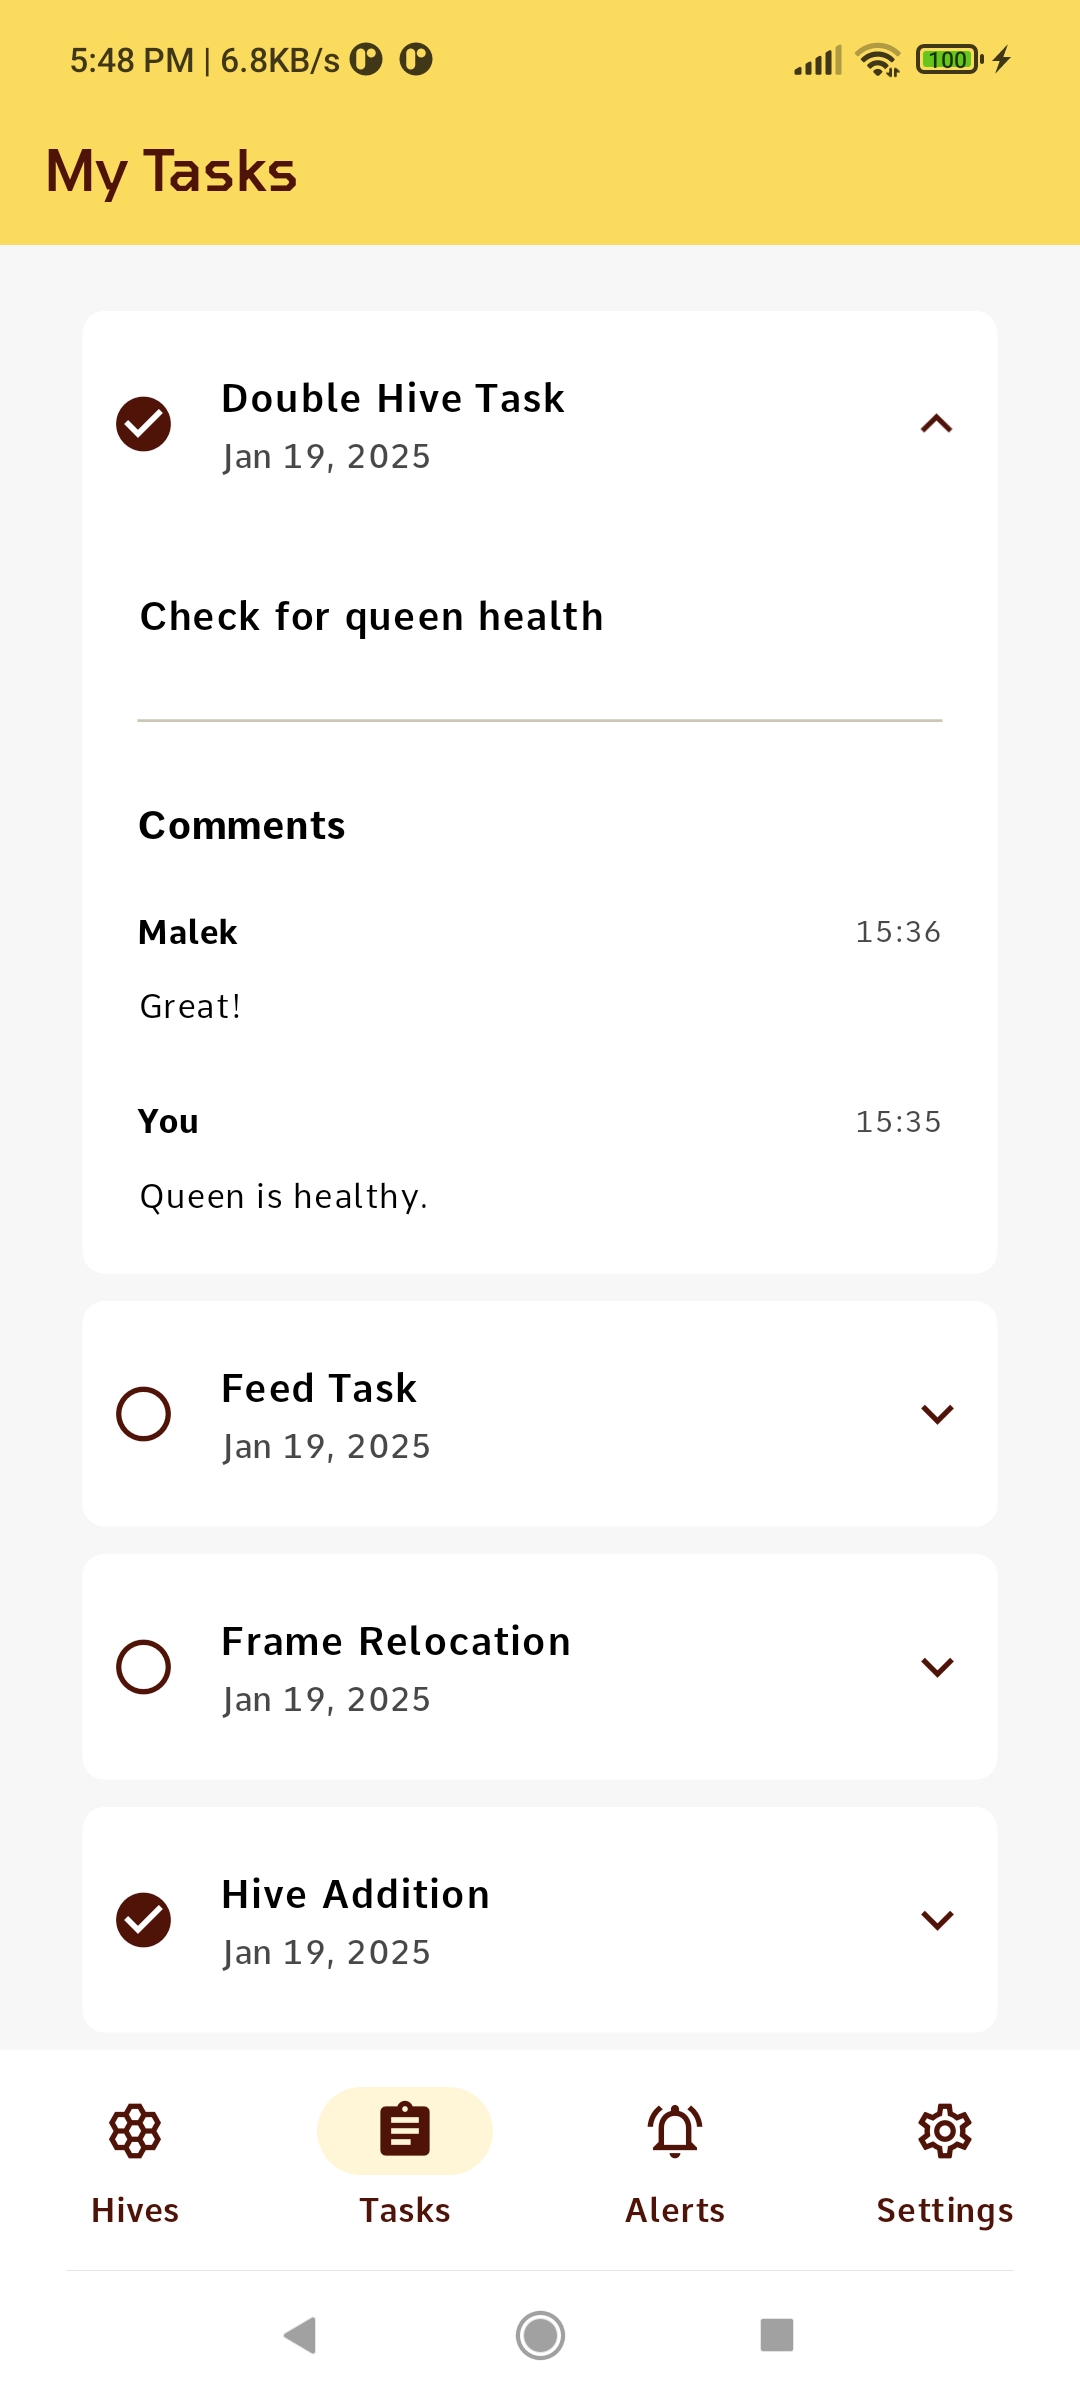 5:48 PM | 6.8KB/s
100
My Tasks
Double Hive Task
Jan 19, 2025
Check for queen health
Comments
Malek 15:36
Great!
You 15:35
Queen is healthy.
Feed Task
Jan 19, 2025
Frame Relocation
Jan 19, 2025
Hive Addition
Jan 19, 2025
Hives Tasks Alerts Settings